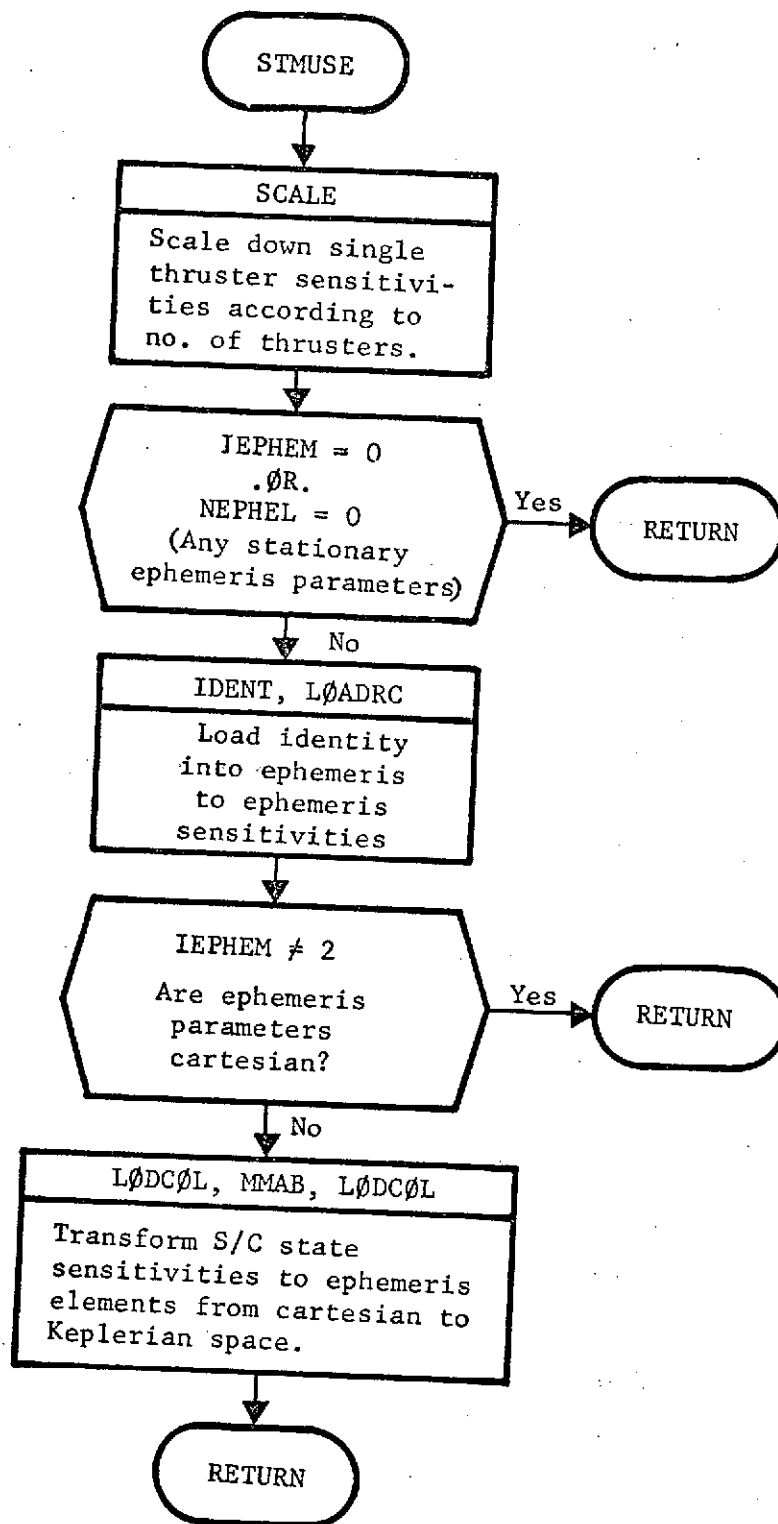 STMUSE
SCALE
Scale down single
thruster sensitivi-
ties according to
no. of thrusters.
IEPHEM = 0
.ØR.
NEPHEL = 0
(Any stationary
ephemeris parameters)
Yes
RETURN
No
IDENT, LØADRC
Load identity
into ephemeris
to ephemeris
sensitivities
IEPHEM ≠ 2
Are ephemeris
parameters
cartesian?
Yes
RETURN
No
LØDCØL, MMAB, LØDCØL
Transform S/C state
sensitivities to ephemeris
elements from cartesian to
Keplerian space.
RETURN